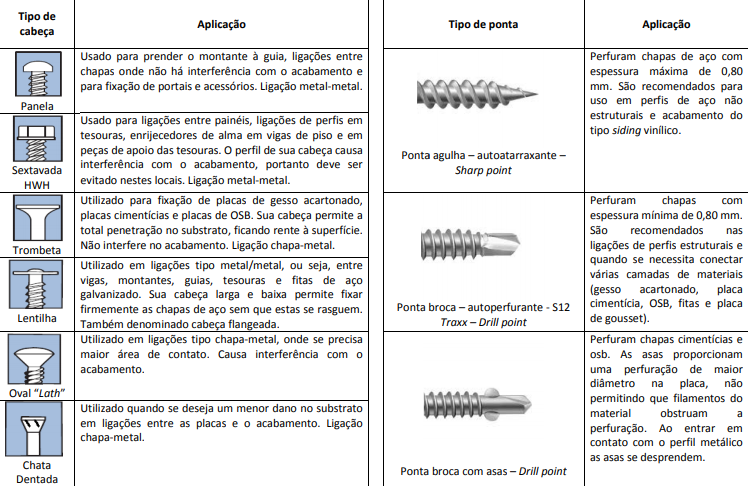 Tipo de
cabeça
Aplicação
Panela
Usado para prender o montante à guia, ligações entre
chapas onde não há interferência com o acabamento e
para fixação de portais e acessórios. Ligação metal-metal.
Sextavada
HWH
Usado para ligações entre painéis, ligações de perfis em
tesouras, enrijecedores de alma em vigas de piso e em
peças de apoio das tesouras. O perfil de sua cabeça causa
interferência com o acabamento, portanto deve ser
evitado nestes locais. Ligação metal-metal.
Trombeta
Utilizado para fixação de placas de gesso acartonado,
placas cimentícias e placas de OSB. Sua cabeça permite a
total penetração no substrato, ficando rente à superfície.
Não interfere no acabamento. Ligação chapa-metal.
Lentilha
Utilizado em ligações tipo metal/metal, ou seja, entre
vigas, montantes, guias, tesouras e fitas de aço
galvanizado. Sua cabeça larga e baixa permite fixar
firmemente as chapas de aço sem que estas se rasguem.
Também denominado cabeça flangeada.
Oval “Lath”
Utilizado em ligações tipo chapa-metal, onde se precisa
maior área de contato. Causa interferência com o
acabamento.
Chata
Dentada
Utilizado quando se deseja um menor dano no substrato
em ligações entre as placas e o acabamento. Ligação
chapa-metal.
Tipo de ponta
Aplicação
Ponta agulha – autoatarraxante –
Sharp point
Perfuram chapas de aço com
espessura máxima de 0,80
mm. São recomendados para
uso em perfis de aço não
estruturais e acabamento do
tipo siding vinílico.
Ponta broca – autoperfurante - S12
Traxx – Drill point
Perfuram chapas com
espessura mínima de 0,80 mm.
São recomendados nas
ligações de perfis estruturais e
quando se necessita conectar
várias camadas de materiais
(gesso acartonado, placa
cimentícia, OSB, fitas e placa
de gousset).
Ponta broca com asas – Drill point
Perfuram chapas cimentícias e
osb. As asas proporcionam
uma perfuração de maior
diâmetro na placa, não
permitindo que filamentos do
material obstruam a
perfuração. Ao entrar em
contato com o perfil metálico
as asas se desprendem.